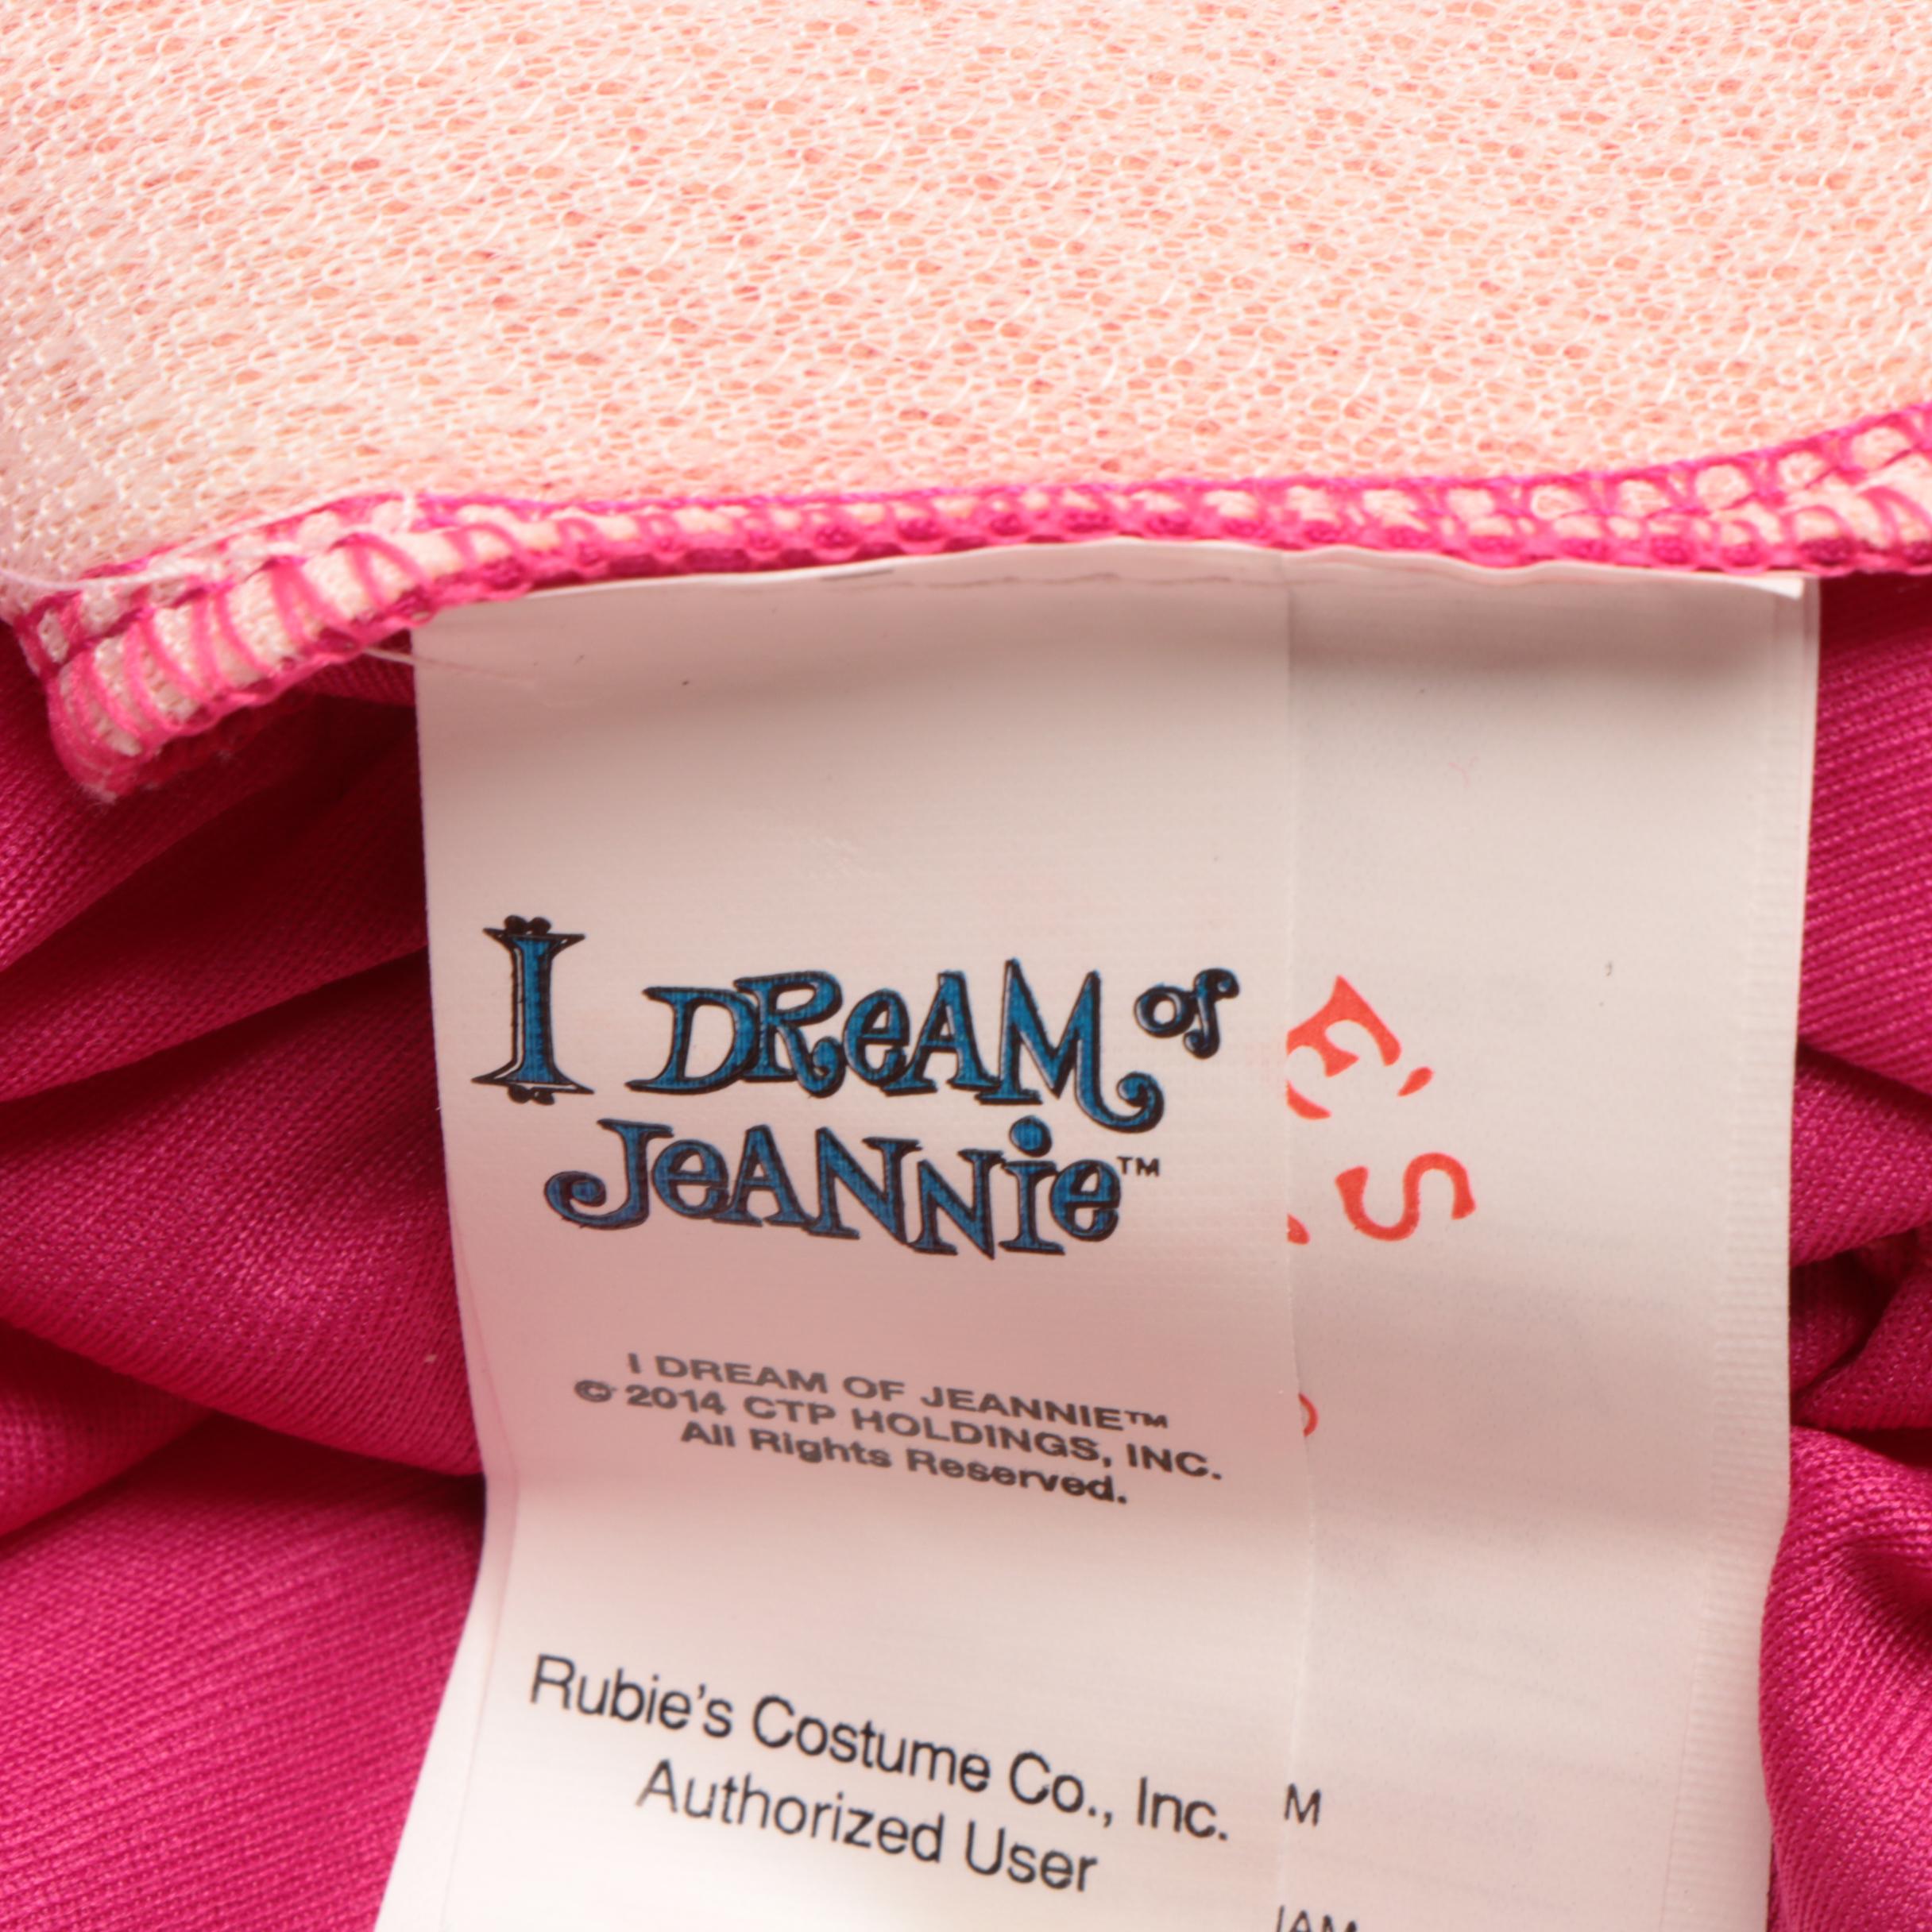 I DREAM OF
JEANNIE™
E'S
I DREAM OF JEANNIE™
© 2014 CTP HOLDINGS, INC.
All Rights Reserved.
Rubie's Costume Co., Inc.
Authorized User
M